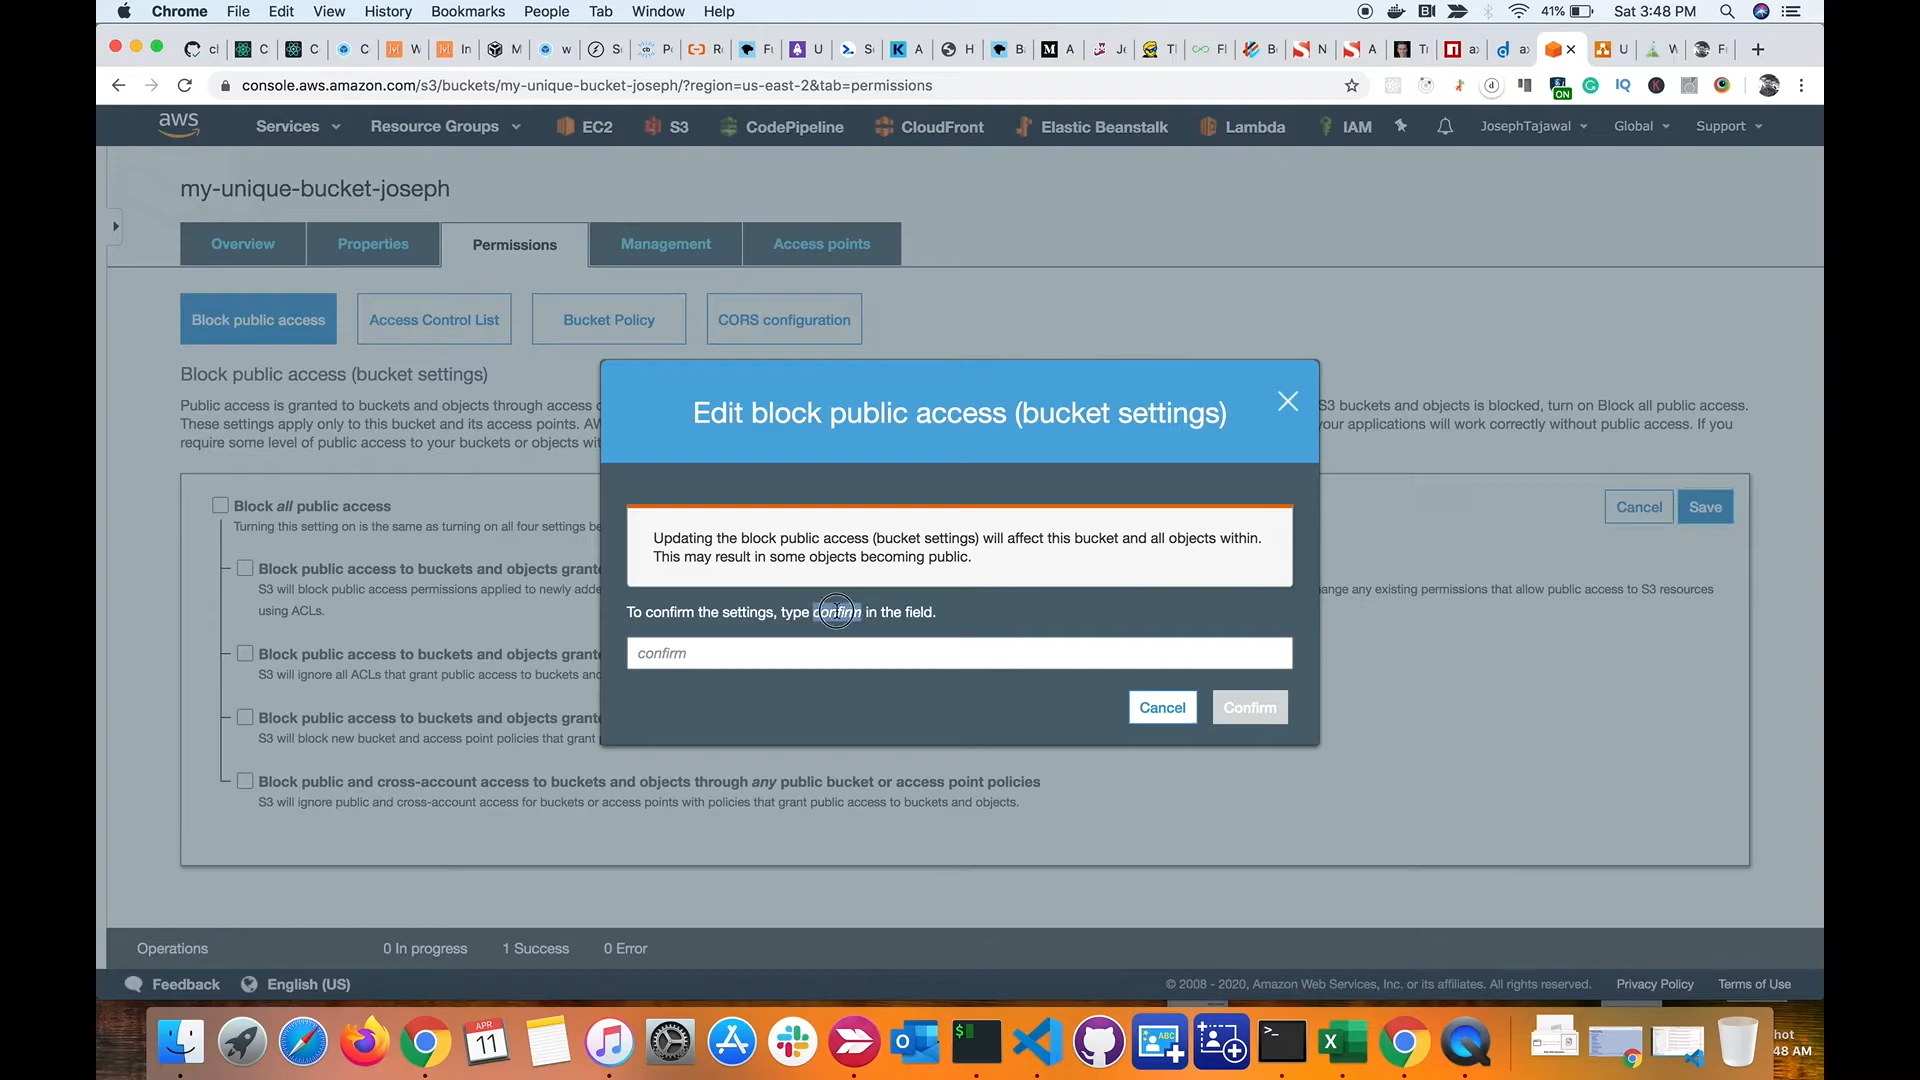 Chrome File Edit View History Bookmarks People Tab Window Help
41% Sat 3:48 PM
console.aws.amazon.com/s3/buckets/my-unique-bucket-joseph/?region=us-east-2&tab=permissions
ON
aws Services Resource Groups EC2 S3 CodePipeline CloudFront Elastic Beanstalk Lambda IAM JosephTajawal Global Support
my-unique-bucket-joseph
Overview Properties Permissions Management Access points
Block public access Access Control List Bucket Policy CORS configuration
Block public access (bucket settings)
Public access is granted to buckets and objects through access
S3 buckets and objects is blocked, turn on Block all public access.
These settings apply only to this bucket and its access points.
your applications will work correctly without public access. If you
require some level of public access to your buckets or objects
Edit block public access (bucket settings)
Updating the block public access (bucket settings) will affect this bucket and all objects within.
This may result in some objects becoming public.
To confirm the settings, type confirm in the field.
confirm
Cancel Confirm
Block all public access
Cancel Save
Turning this setting on is the same as turning on all four settings
Block public access to buckets and objects
S3 will block public access permissions applied to newly
any existing permissions that allow public access to S3 resources
using ACLs.
Block public access to buckets and objects
S3 will ignore all ACLs that grant public access to buckets
Block public access to buckets and objects
S3 will block new bucket and access point policies that grant
Block public and cross-account access to buckets and objects through any public bucket or access point policies
S3 will ignore public and cross-account access for buckets or access points with policies that grant public access to buckets and objects.
Operations 0 In progress 1 Success 0 Error
Feedback English (US)
© 2008 - 2020, Amazon Web Services, Inc. or its affiliates. All rights reserved. Privacy Policy Terms of Use
APR
11
48 AM